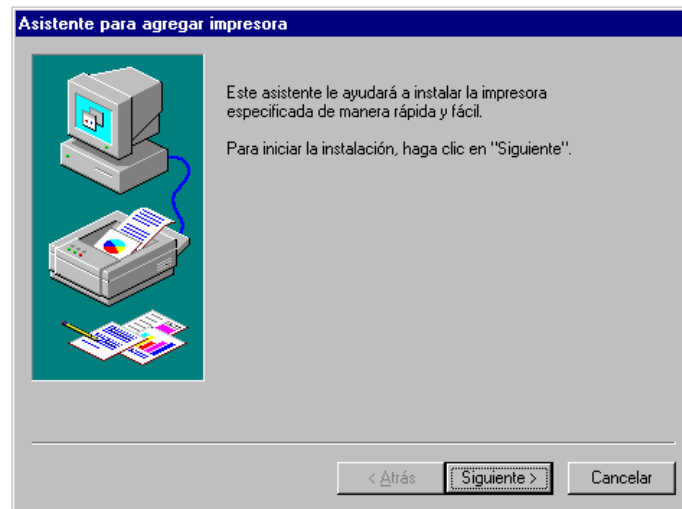 Asistente para agregar impresora
Este asistente le ayudará a instalar la impresora
especificada de manera rápida y fácil.
Para iniciar la instalación, haga clic en "Siguiente".
< Atrás Siguiente > Cancelar